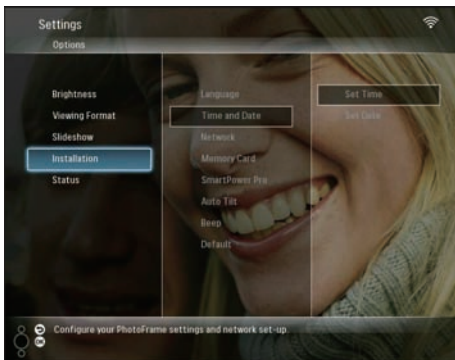 Settings
Options
Brightness
Viewing Format
Slideshow
Installation
Status
Language
Time and Date
Network
Memory Card
SmartPower Pro
Auto Tilt
Beep
Default
Set Time
Set Date
Configure your PhotoFrame settings and network set-up.
OK